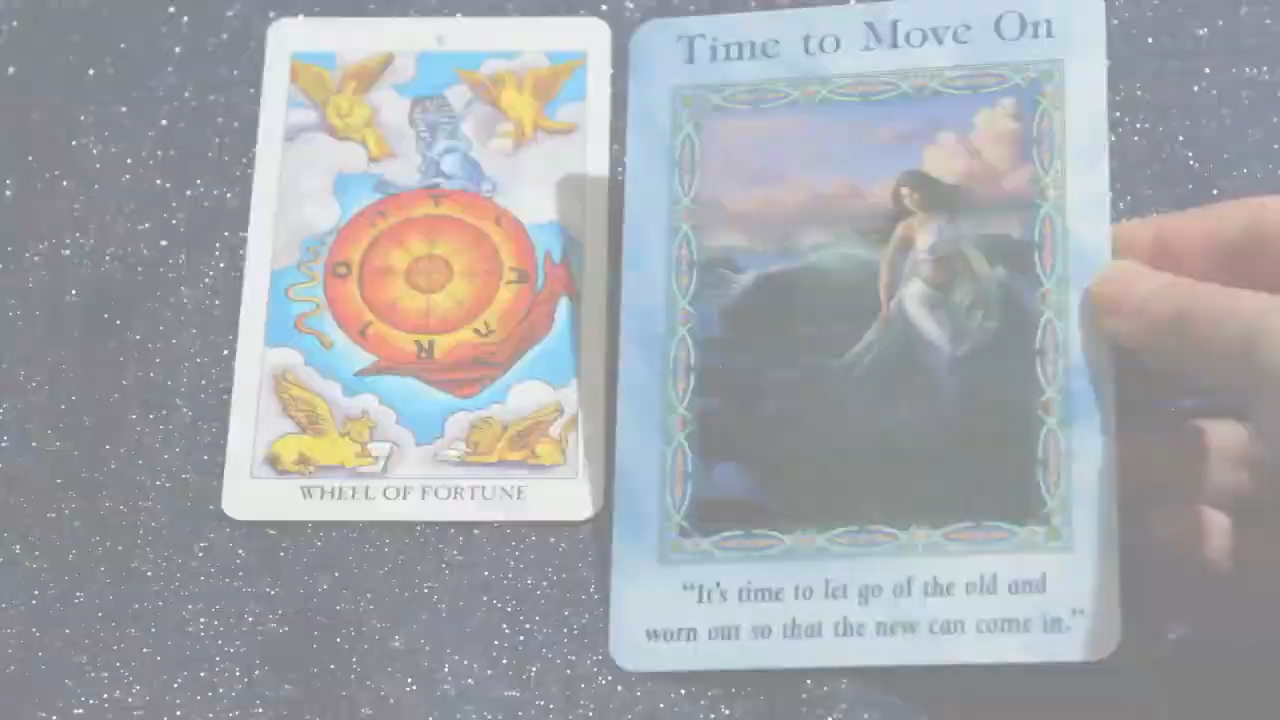 WHEEL OF FORTUNE
Time to Move On
"It's time to let go of the old and
worn out so that the new can come in."